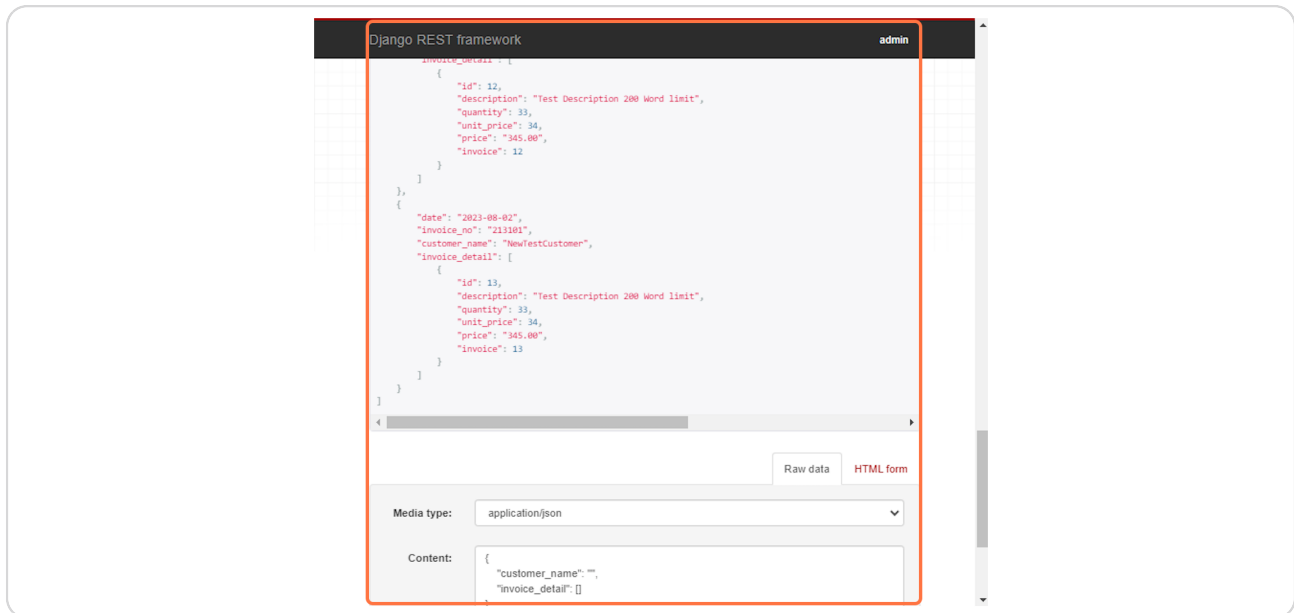 Django REST framework admin
"invoice_detail": [
{
"id": 12,
"description": "Test Description 200 Word limit",
"quantity": 33,
"unit_price": 34,
"price": "345.00",
"invoice": 12
}
]
},
{
"date": "2023-08-02",
"invoice_no": "213101",
"customer_name": "NewTestCustomer",
"invoice_detail": [
{
"id": 13,
"description": "Test Description 200 Word limit",
"quantity": 33,
"unit_price": 34,
"price": "345.00",
"invoice": 13
}
]
}
]
Raw data HTML form
Media type: application/json
Content: {
"customer_name": "",
"invoice_detail": []